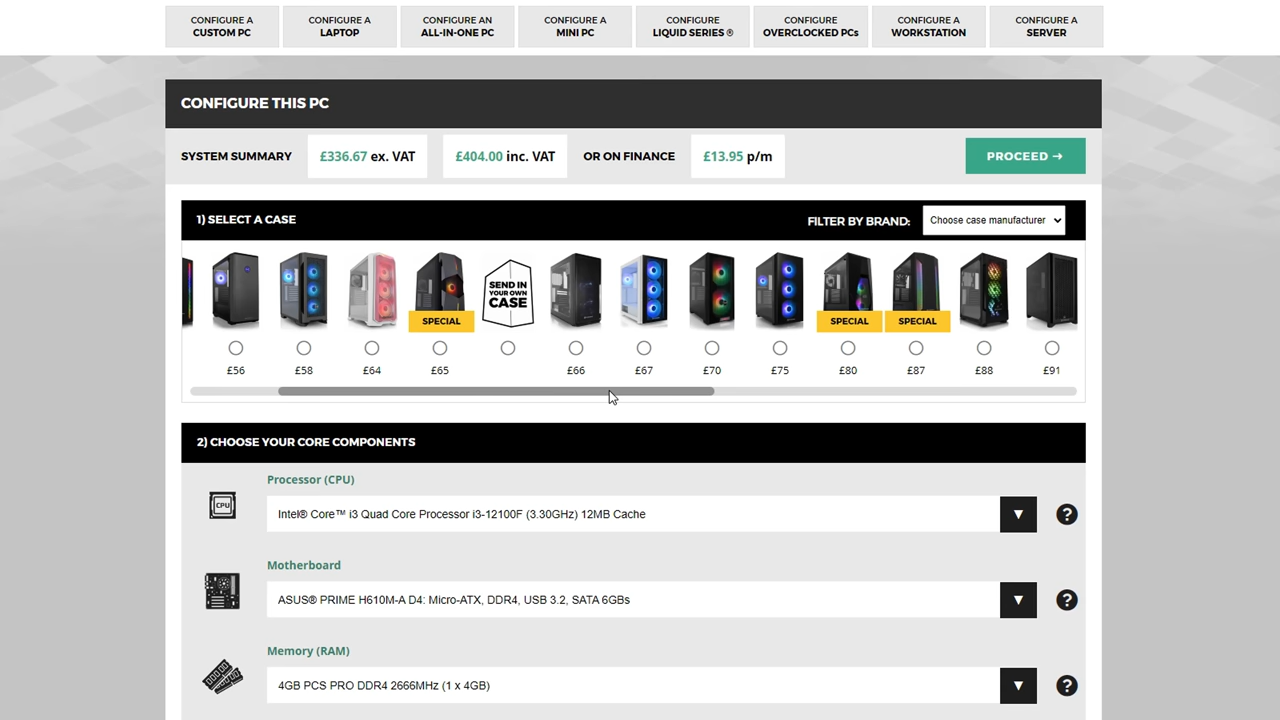 CONFIGURE A
CUSTOM PC
CONFIGURE A
LAPTOP
CONFIGURE AN
ALL-IN-ONE PC
CONFIGURE A
MINI PC
CONFIGURE
LIQUID SERIES ®
CONFIGURE
OVERCLOCKED PCs
CONFIGURE A
WORKSTATION
CONFIGURE A
SERVER
CONFIGURE THIS PC
SYSTEM SUMMARY
£336.67 ex. VAT
£404.00 inc. VAT
OR ON FINANCE
£13.95 p/m
PROCEED →
1) SELECT A CASE
FILTER BY BRAND:
Choose case manufacturer
SEND IN
YOUR OWN
CASE
SPECIAL
SPECIAL
SPECIAL
£56
£58
£64
£65
£66
£67
£70
£75
£80
£87
£88
£91
2) CHOOSE YOUR CORE COMPONENTS
Processor (CPU)
CPU
Intel® Core™ i3 Quad Core Processor i3-12100F (3.30GHz) 12MB Cache
▼
?
Motherboard
ASUS® PRIME H610M-A D4: Micro-ATX, DDR4, USB 3.2, SATA 6GBs
▼
?
Memory (RAM)
4GB PCS PRO DDR4 2666MHz (1 x 4GB)
▼
?